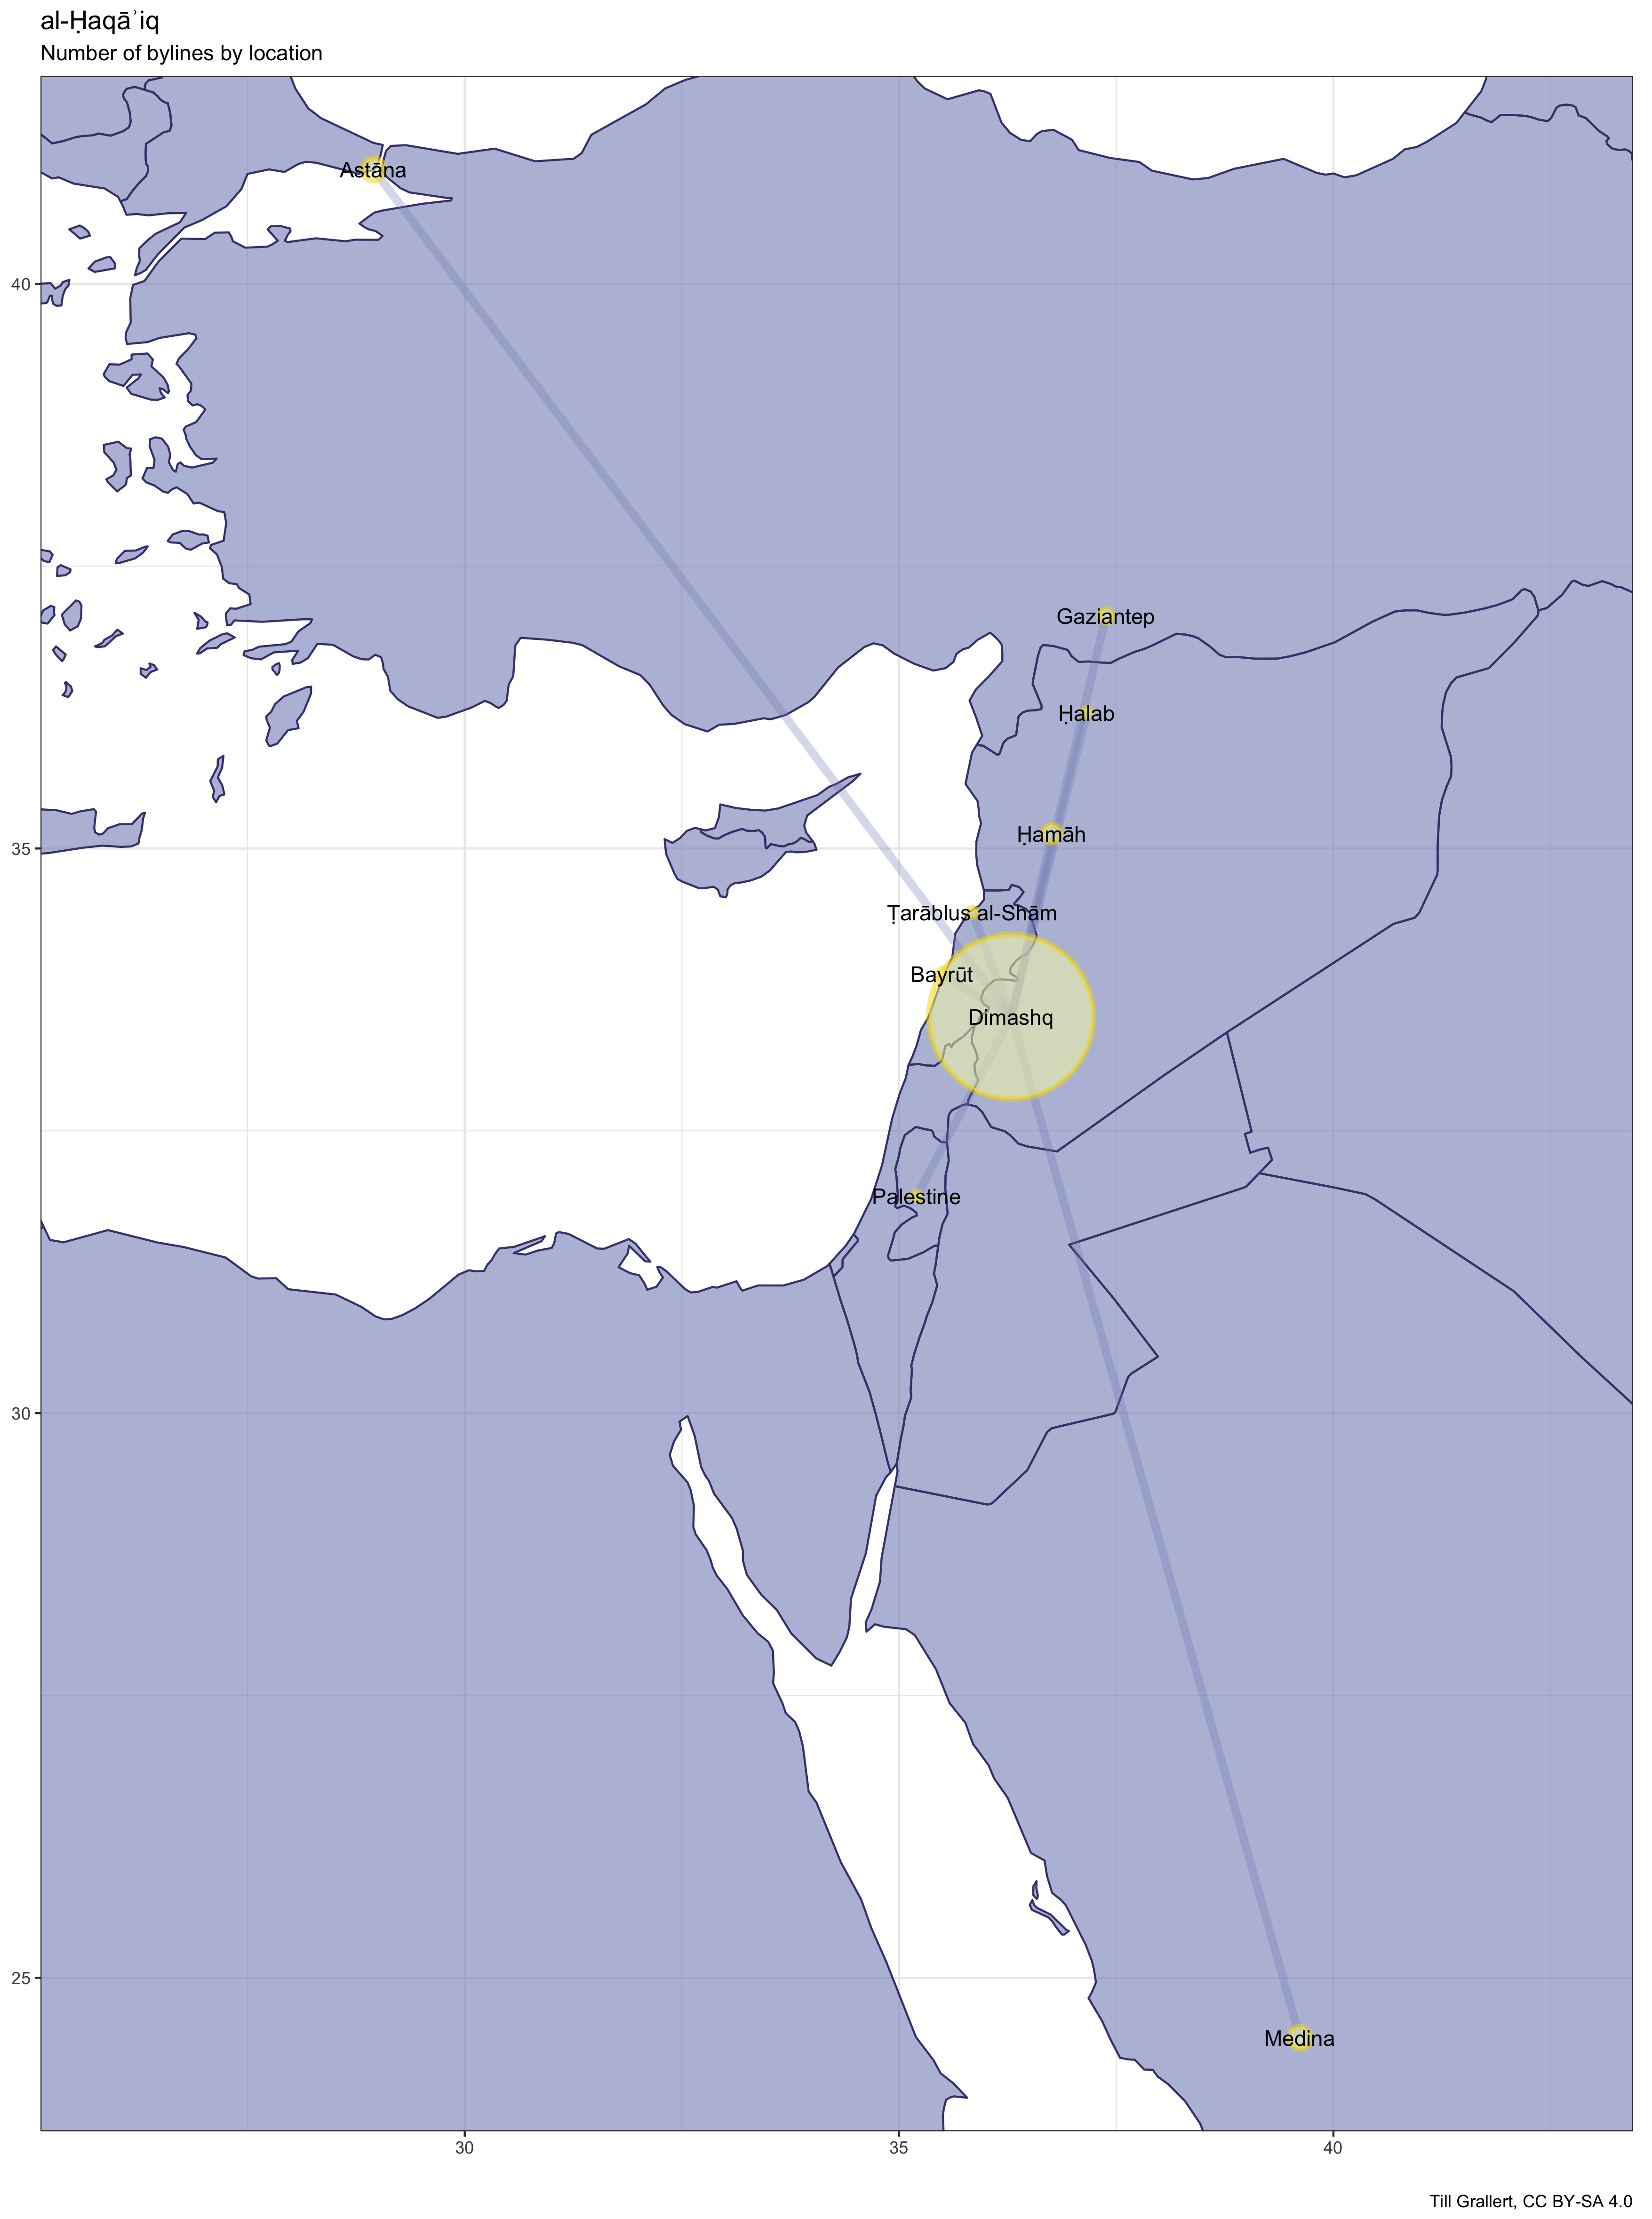 al-Ḥaqāʾiq
Number of bylines by location
Astāna
40
Gaziantep
Ḥalab
Ḥamāh
35
Ṭarāblus al-Shām
Bayrūt
Dimashq
Palestine
30
25
Medina
30
35
40
Till Grallert, CC BY-SA 4.0